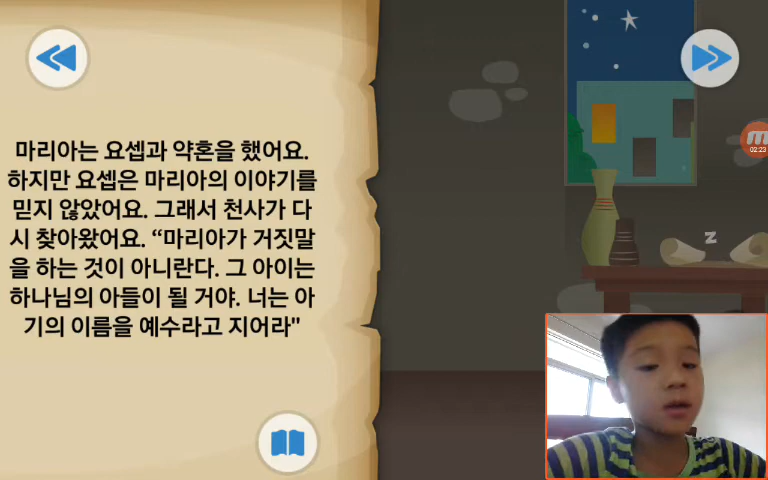 마리아는 요셉과 약혼을 했어요.
하지만 요셉은 마리아의 이야기를
믿지 않았어요. 그래서 천사가 다
시 찾아왔어요. “마리아가 거짓말
을 하는 것이 아니란다. 그 아이는
하나님의 아들이 될 거야. 너는 아
기의 이름을 예수라고 지어라"
z
02:23